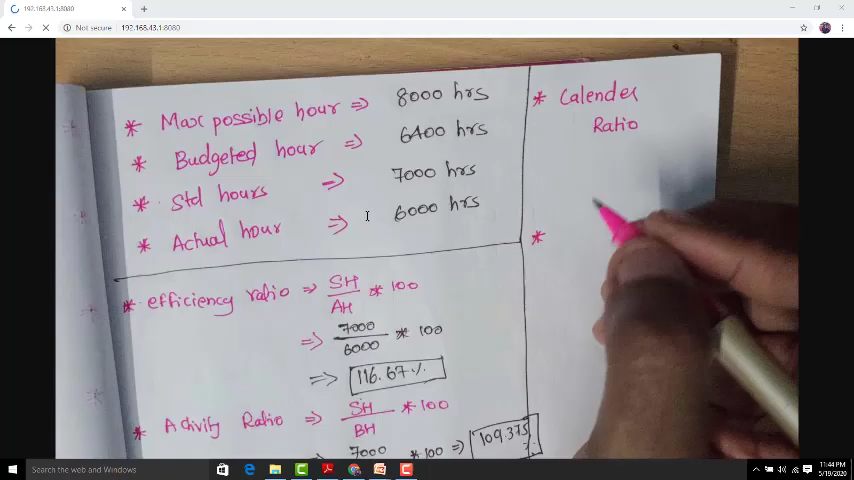 192.168.43.1:8080
Not secure
192.168.43.1:8080
* Max possible hour => 8000 hrs
* Budgeted hour => 6400 hrs
* Std hours => 7000 hrs
* Actual hour => 6000 hrs
* efficiency ratio => SH/AH * 100
=> 7000/6000 * 100
=> 116.67%
* Activity Ratio => SH/BH * 100
7000 * 100 => 109.375%
* Calender
Ratio
*
Search the web and Windows
11:44 PM
5/19/2020